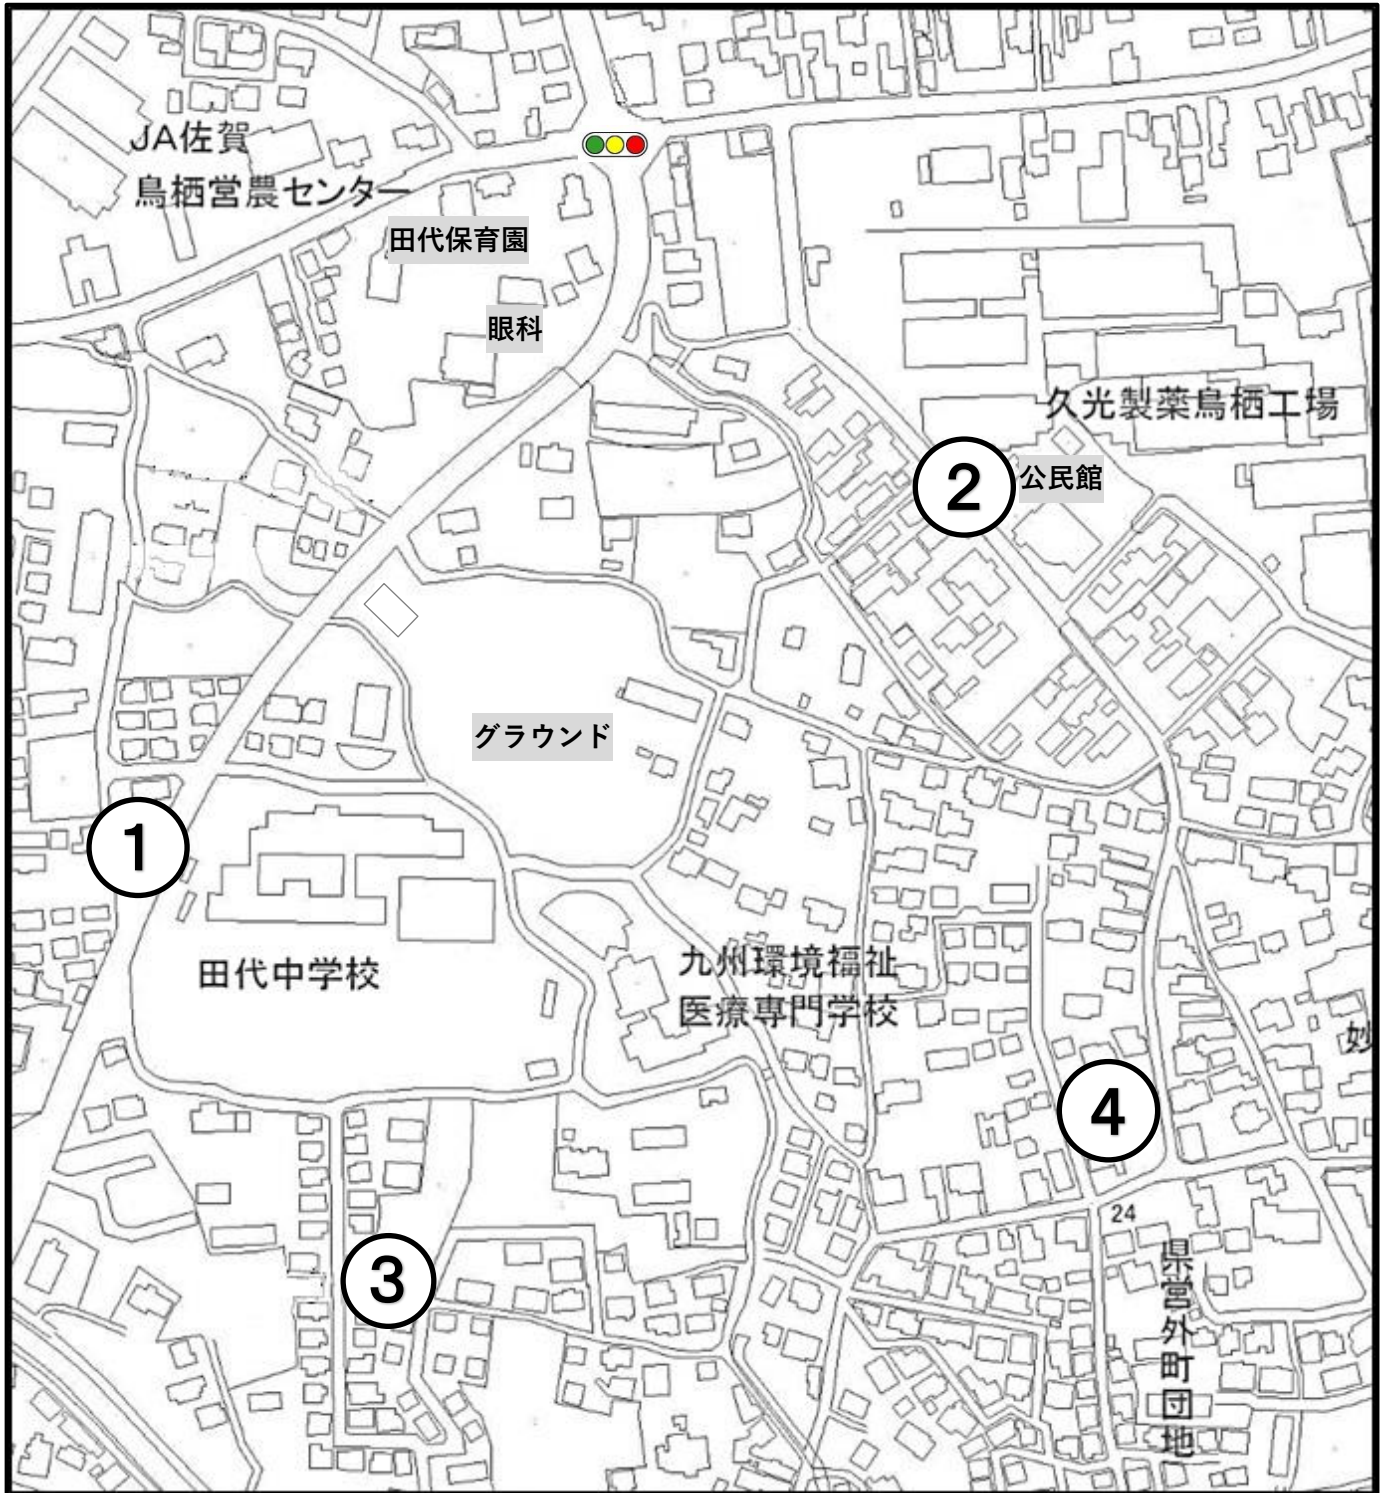 JA佐賀
鳥栖営農センター
田代保育園
眼科
久光製薬鳥栖工場
②
公民館
グラウンド
①
田代中学校
九州環境福祉
医療専門学校
妙
④
24
③
県営外町団地